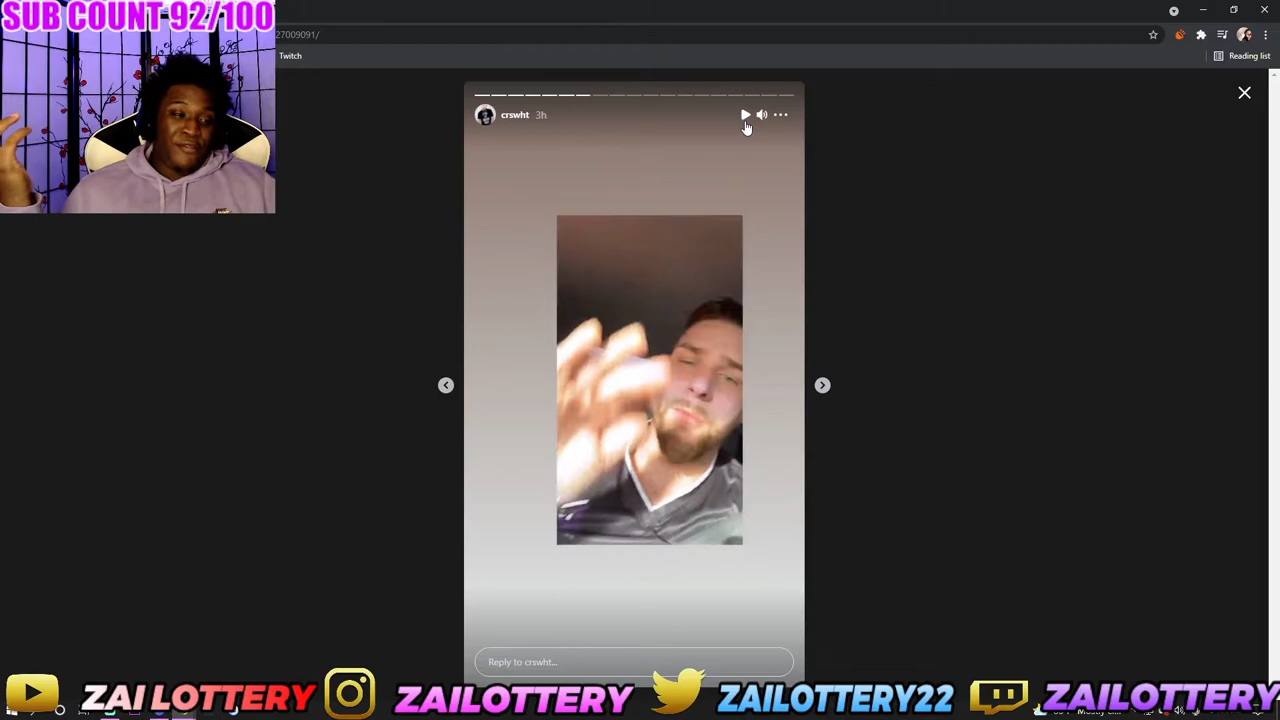 SUB COUNT 92/100
27009091/
Twitch
Reading list
crswht 3h
Reply to crswht...
ZAI LOTTERY
ZAILOTTERY
ZAILOTTERY22
ZAILOTTERY